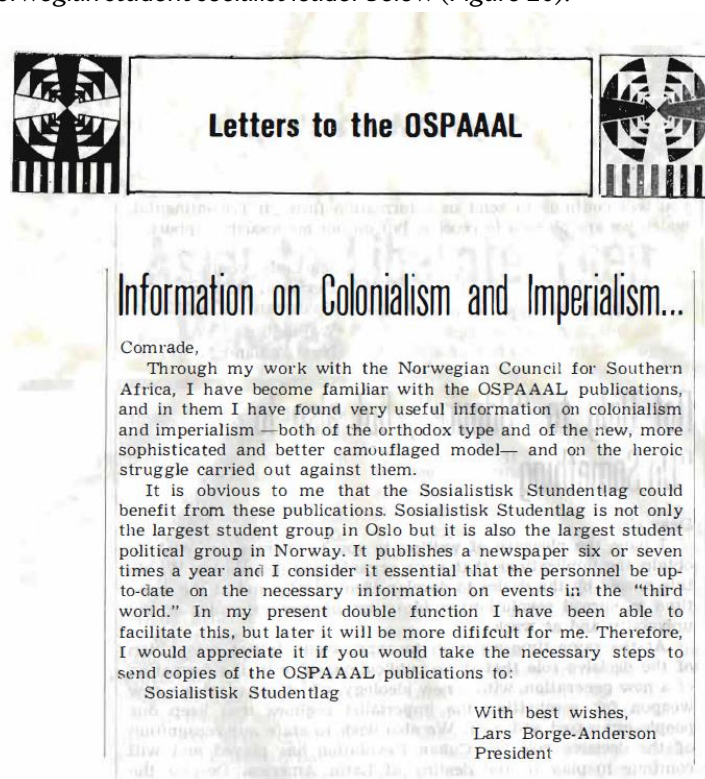 Norwegian student socialist leader below (Figure 20).
Letters to the OSPAAAL
Information on Colonialism and Imperialism...
Comrade,
Through my work with the Norwegian Council for Southern
Africa, I have become familiar with the OSPAAAL publications,
and in them I have found very useful information on colonialism
and imperialism —both of the orthodox type and of the new, more
sophisticated and better camouflaged model— and on the heroic
struggle carried out against them.
It is obvious to me that the Sosialistisk Stundentlag could
benefit from these publications. Sosialistisk Studentlag is not only
the largest student group in Oslo but it is also the largest student
political group in Norway. It publishes a newspaper six or seven
times a year and I consider it essential that the personnel be up-
to-date on the necessary information on events in the "third
world." In my present double function I have been able to
facilitate this, but later it will be more dififcult for me. Therefore,
I would appreciate it if you would take the necessary steps to
send copies of the OSPAAAL publications to:
Sosialistisk Studentlag
With best wishes,
Lars Borge-Anderson
President